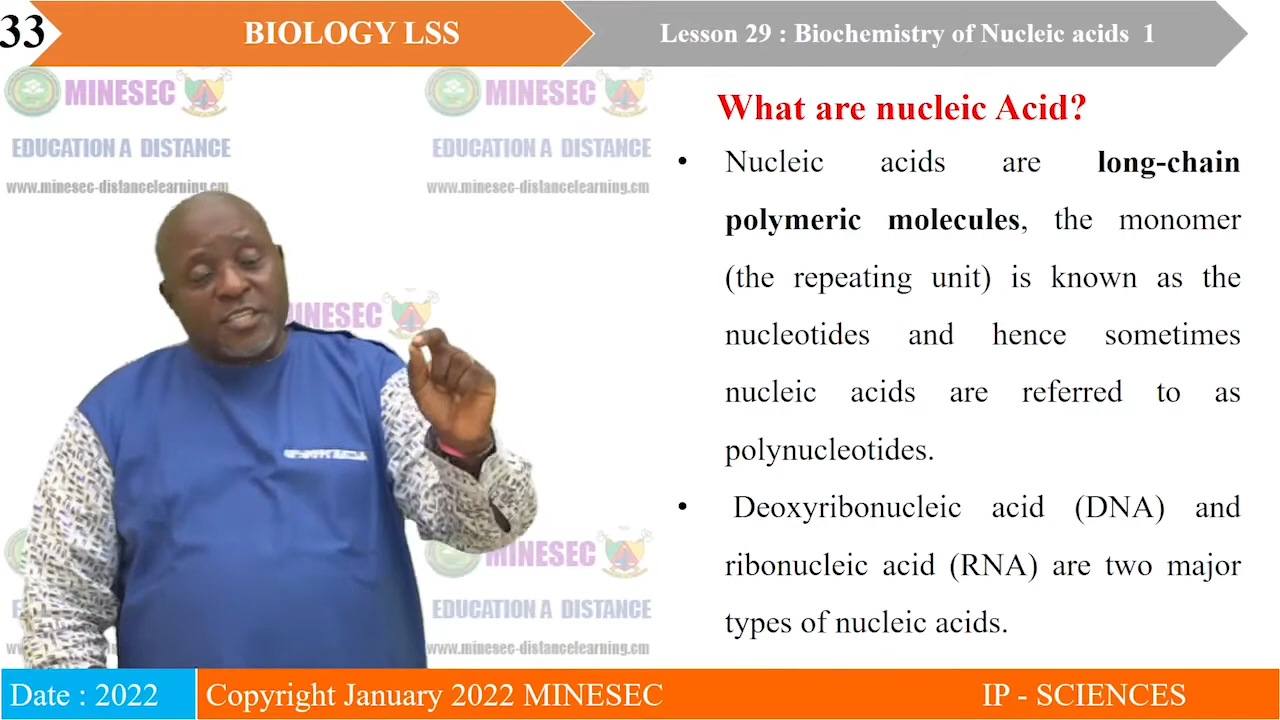 33
BIOLOGY LSS
Lesson 29 : Biochemistry of Nucleic acids 1
MINESEC
EDUCATION A DISTANCE
www.minesec-distancelearning.cm
MINESEC
EDUCATION A DISTANCE
www.minesec-distancelearning.cm
MINESEC
MINESEC
EDUCATION A DISTANCE
www.minesec-distancelearning.cm
What are nucleic Acid?
• Nucleic acids are long-chain
polymeric molecules, the monomer
(the repeating unit) is known as the
nucleotides and hence sometimes
nucleic acids are referred to as
polynucleotides.
• Deoxyribonucleic acid (DNA) and
ribonucleic acid (RNA) are two major
types of nucleic acids.
Date : 2022
Copyright January 2022 MINESEC
IP - SCIENCES